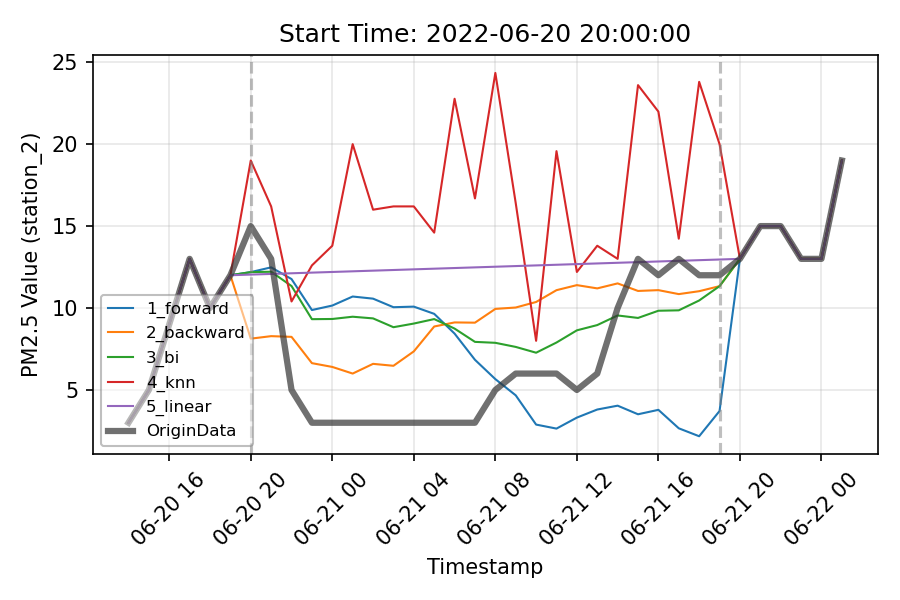 Start Time: 2022-06-20 20:00:00
PM2.5 Value (station_2)
25
20
15
10
5
1_forward
2_backward
3_bi
4_knn
5_linear
OriginData
06-20 16
06-20 20
06-21 00
06-21 04
06-21 08
06-21 12
06-21 16
06-21 20
06-22 00
Timestamp